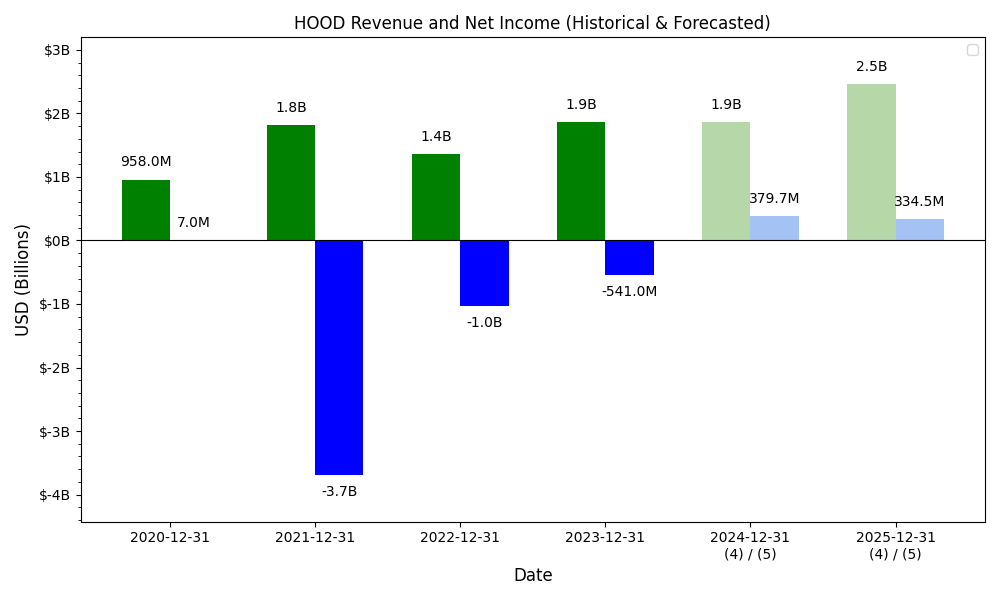 HOOD Revenue and Net Income (Historical & Forecasted)
$3B
$2B
$1B
$0B
$-1B
$-2B
$-3B
$-4B
USD (Billions)
958.0M
7.0M
1.8B
-3.7B
1.4B
-1.0B
1.9B
-541.0M
1.9B
379.7M
2.5B
334.5M
2020-12-31
2021-12-31
2022-12-31
2023-12-31
2024-12-31
(4) / (5)
2025-12-31
(4) / (5)
Date